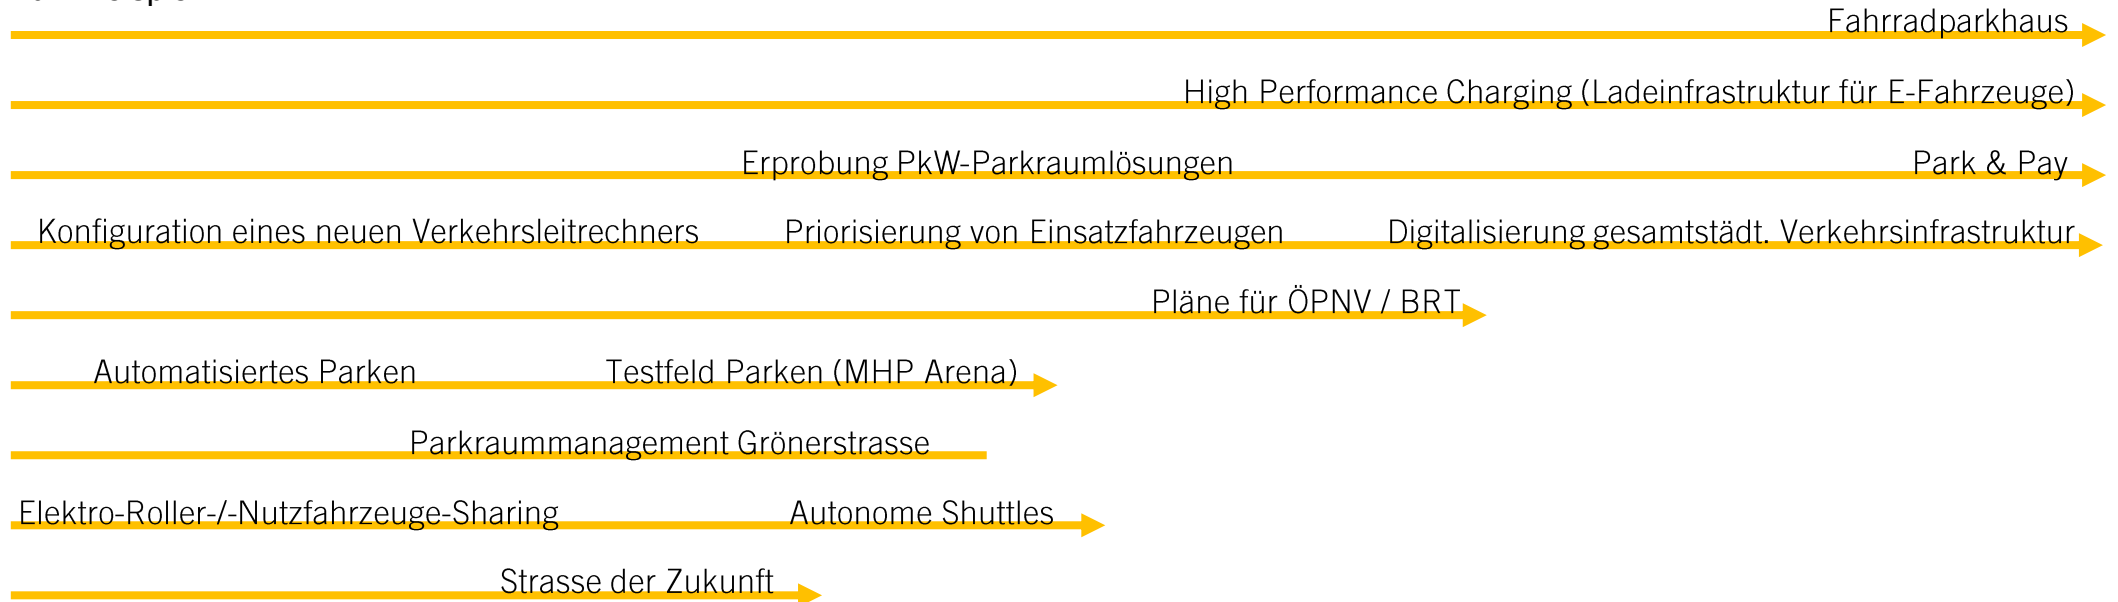 Fahrradparkhaus
High Performance Charging (Ladeinfrastruktur für E-Fahrzeuge)
Erprobung PkW-Parkraumlösungen Park & Pay
Konfiguration eines neuen Verkehrsleitrechners Priorisierung von Einsatzfahrzeugen Digitalisierung gesamtstädt. Verkehrsinfrastruktur
Pläne für ÖPNV / BRT
Automatisiertes Parken Testfeld Parken (MHP Arena)
Parkraummanagement Grönerstrasse
Elektro-Roller-/-Nutzfahrzeuge-Sharing Autonome Shuttles
Strasse der Zukunft